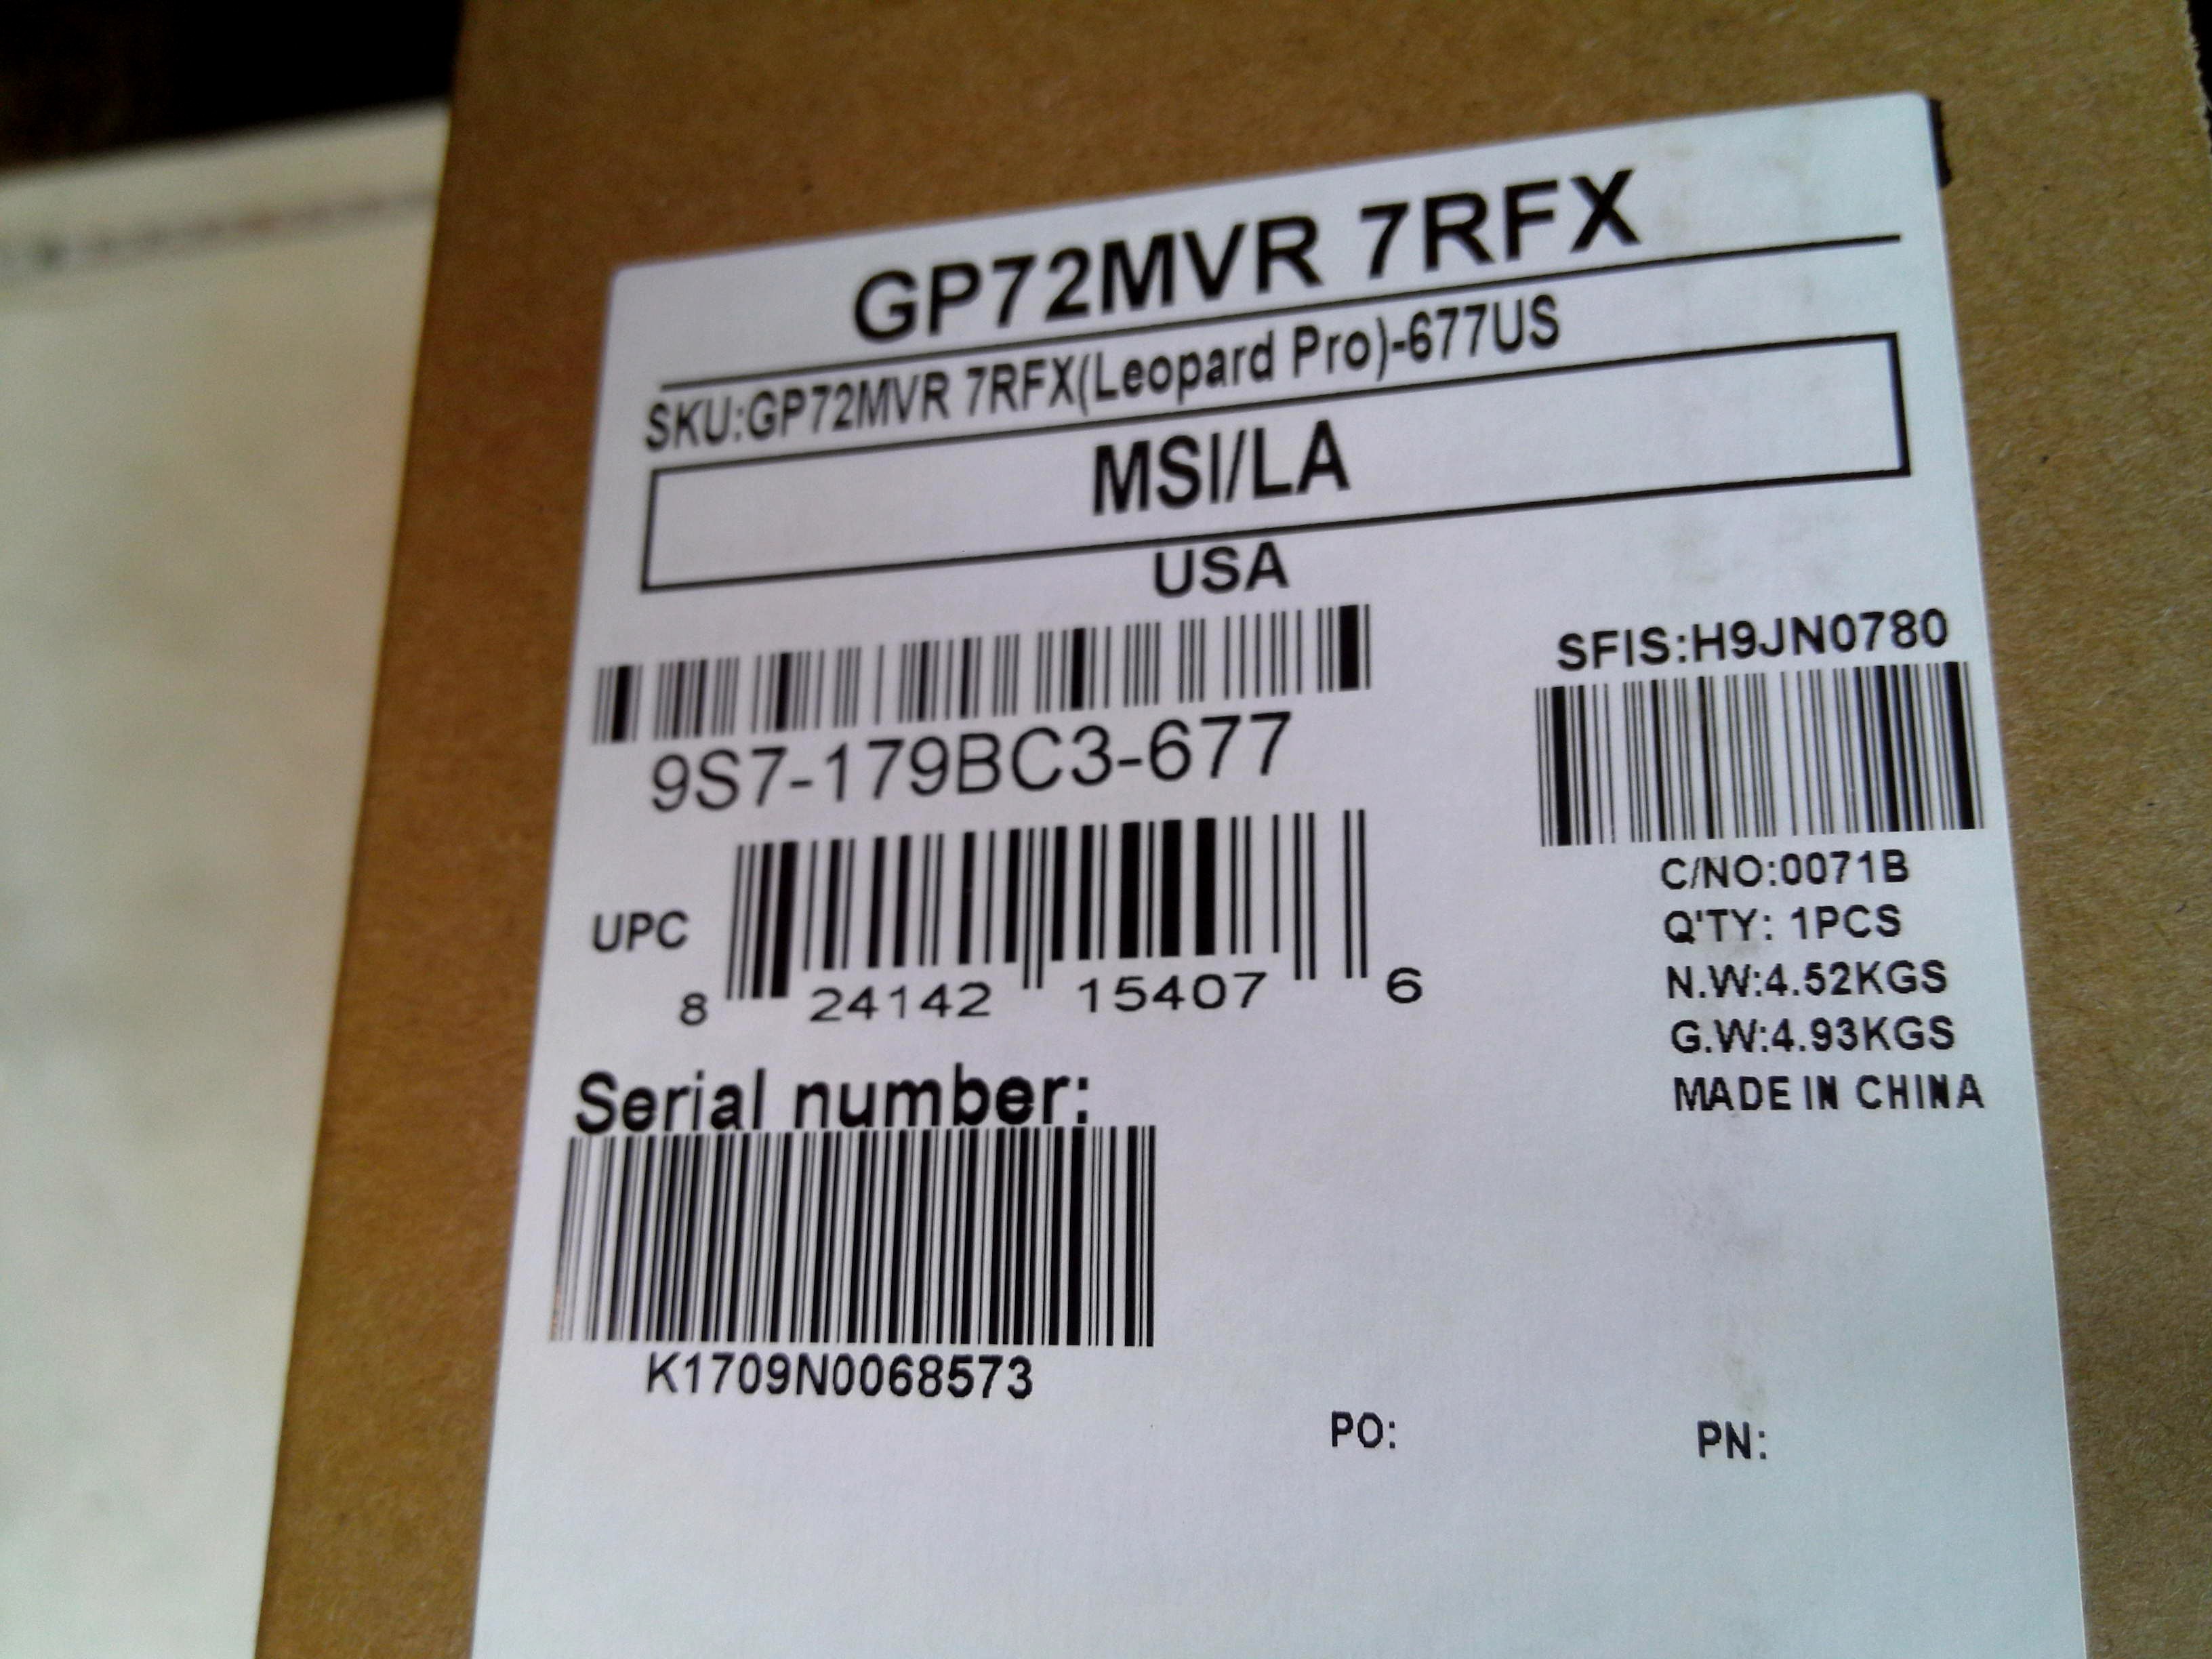 GP72MVR 7RFX
SKU:GP72MVR 7RFX(Leopard Pro)-677US
MSI/LA
USA
9S7-179BC3-677
UPC
8 24142 15407 6
Serial number:
K1709N0068573
SFIS:H9JN0780
C/NO:0071B
Q'TY: 1PCS
N.W:4.52KGS
G.W:4.93KGS
MADE IN CHINA
PO:
PN: